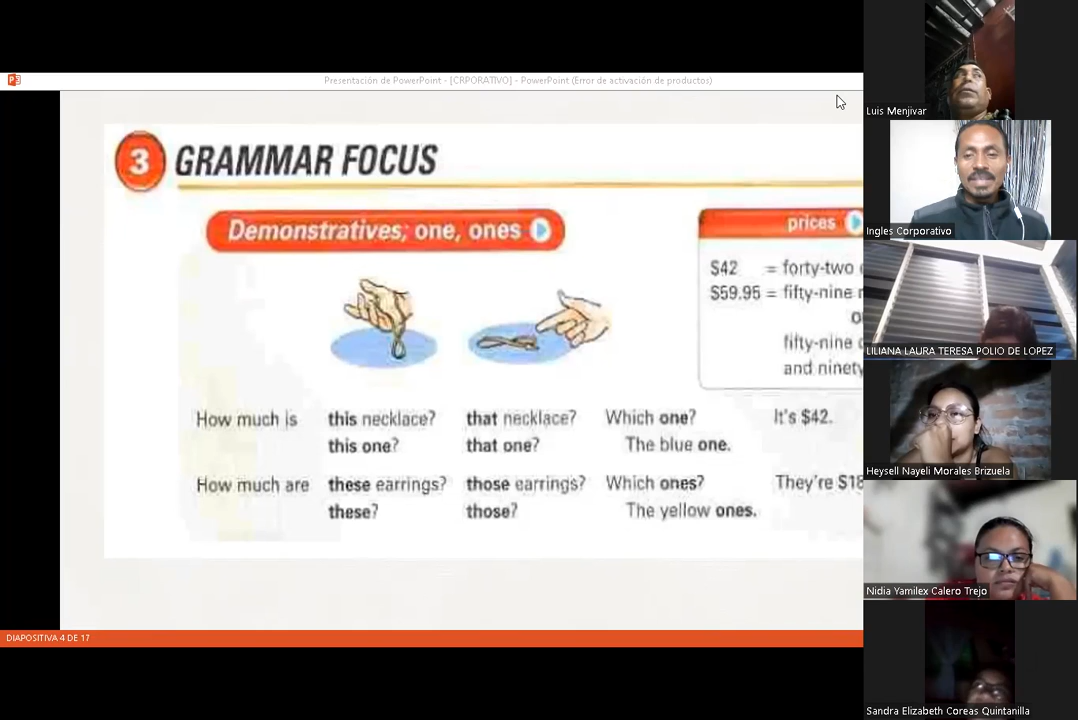 Presentación de PowerPoint - [CRPORATIVO] - PowerPoint (Error de activación de productos)
3 GRAMMAR FOCUS
Demonstratives; one, ones
prices
$42 = forty-two
$59.95 = fifty-nine
fifty-nine
and ninety
How much is this necklace? that necklace? Which one? It's $42.
this one? that one? The blue one.
How much are these earrings? those earrings? Which ones? They're $18
these? those? The yellow ones.
DIAPOSITIVA 4 DE 17
Luis Menjivar
Ingles Corporativo
LILIANA LAURA TERESA POLIO DE LOPEZ
Heysell Nayeli Morales Brizuela
Nidia Yamilex Calero Trejo
Sandra Elizabeth Coreas Quintanilla